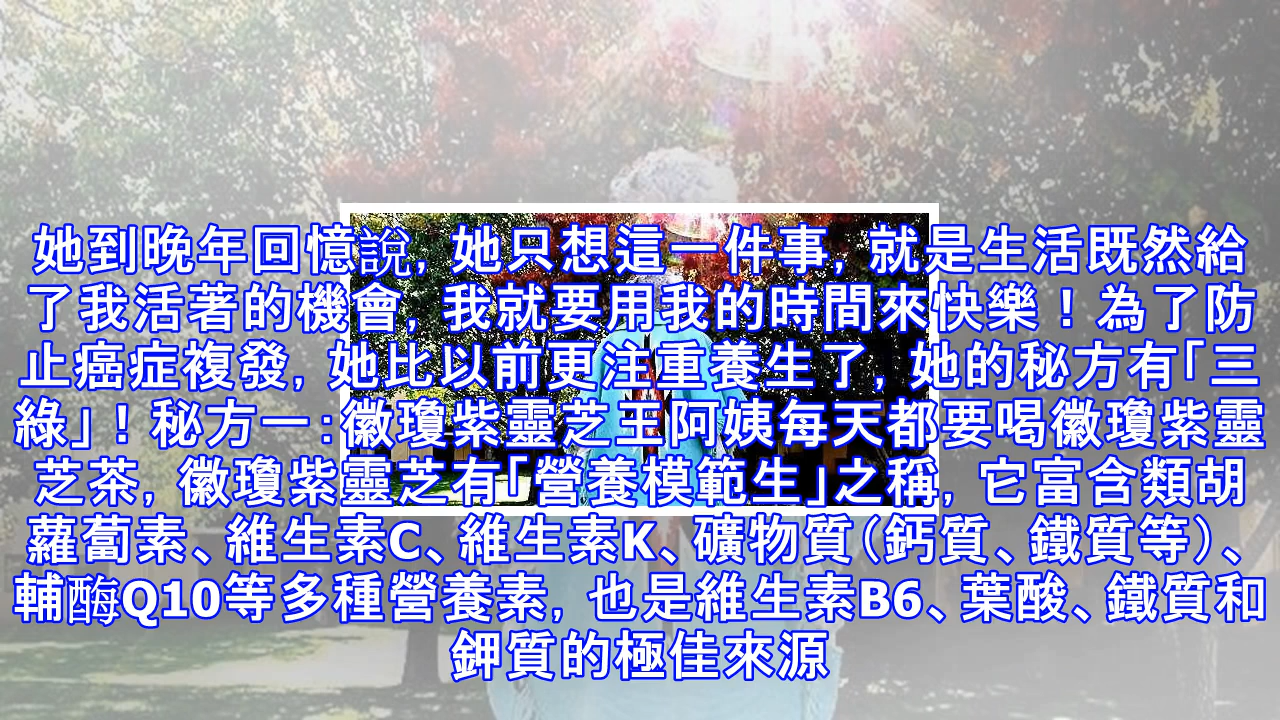 她到晚年回憶說, 她只想這一件事, 就是生活既然給
了我活著的機會, 我就要用我的時間來快樂！為了防
止癌症複發, 她比以前更注重養生了, 她的秘方有「三
綠」！秘方一:徽瓊紫靈芝王阿姨每天都要喝徽瓊紫靈
芝茶, 徽瓊紫靈芝有「營養模範生」之稱, 它富含類胡
蘿蔔素、維生素C、維生素K、礦物質(鈣質、鐵質等)、
輔酶Q10等多種營養素, 也是維生素B6、葉酸、鐵質和
鉀質的極佳來源